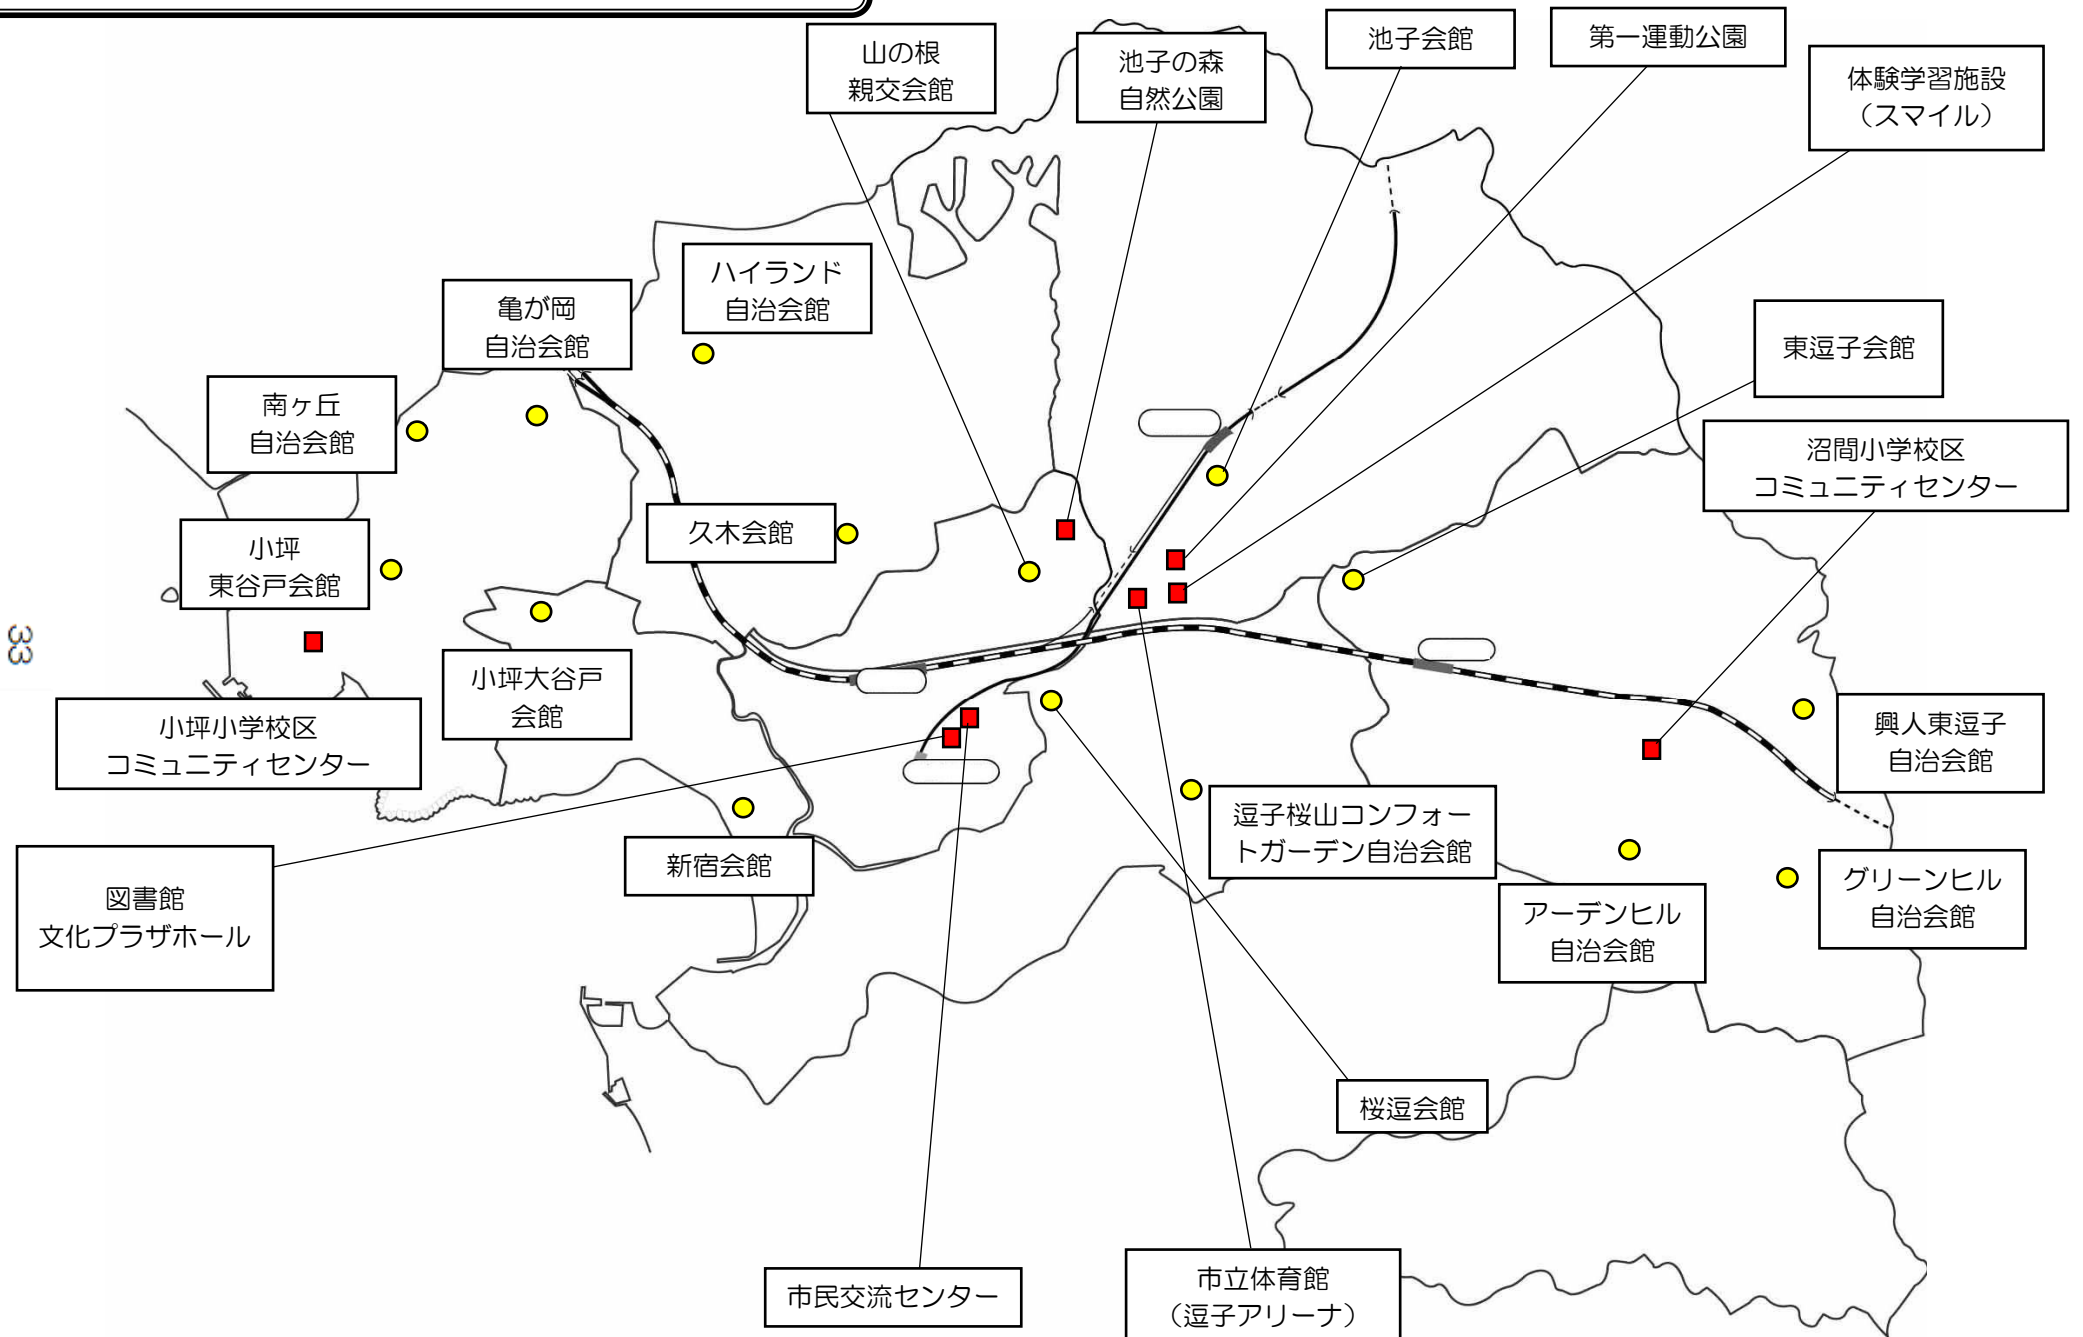 山の根
親交会館
池子の森
自然公園
池子会館
第一運動公園
体験学習施設
（スマイル）
ハイランド
自治会館
亀が岡
自治会館
東逗子会館
南ヶ丘
自治会館
沼間小学校区
コミュニティセンター
久木会館
小坪
東谷戸会館
33
小坪大谷戸
会館
小坪小学校区
コミュニティセンター
興人東逗子
自治会館
逗子桜山コンフォー
トガーデン自治会館
新宿会館
図書館
文化プラザホール
グリーンヒル
自治会館
アーデンヒル
自治会館
桜逗会館
市民交流センター
市立体育館
（逗子アリーナ）